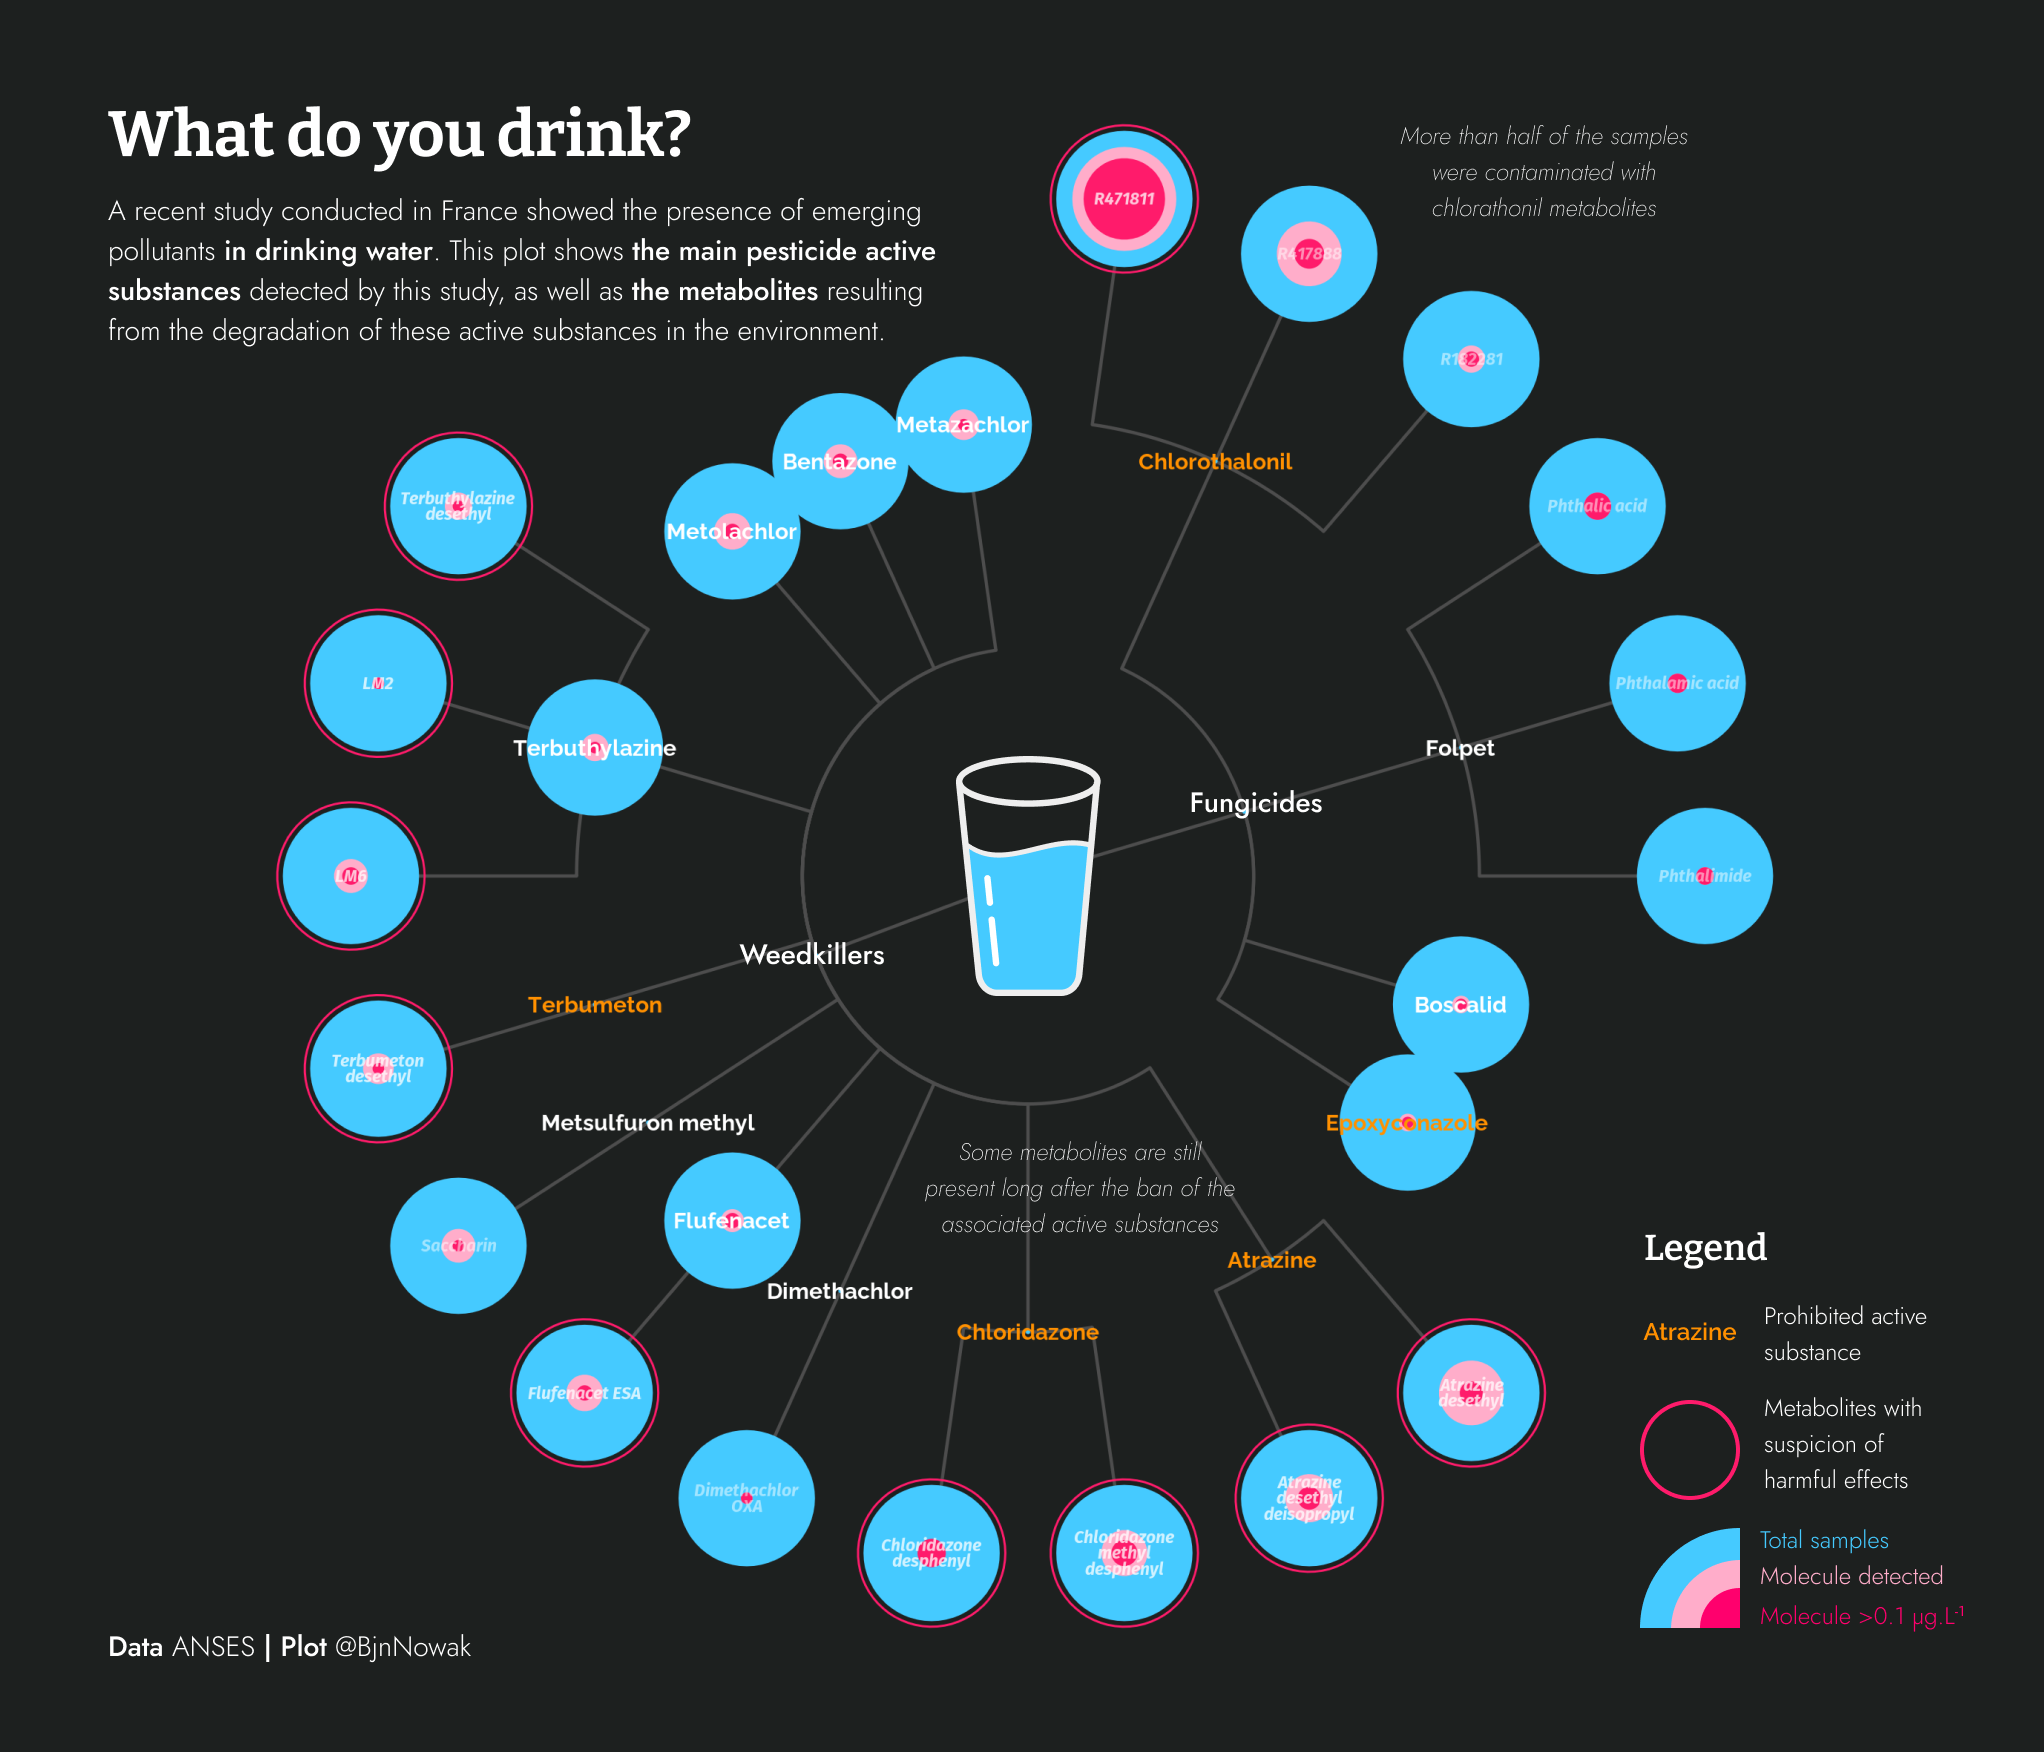 What do you drink?
A recent study conducted in France showed the presence of emerging
pollutants in drinking water. This plot shows the main pesticide active
substances detected by this study, as well as the metabolites resulting
from the degradation of these active substances in the environment.
More than half of the samples
were contaminated with
chlorathonil metabolites
R471811
R417888
R182281
Chlorothalonil
Metazachlor
Bentazone
Metolachlor
Terbuthylazine
desethyl
LM2
Terbuthylazine
LM6
Phthalic acid
Phthalamic acid
Folpet
Phthalimide
Fungicides
Weedkillers
Boscalid
Epoxyconazole
Terbumeton
Terbumeton
desethyl
Metsulfuron methyl
Saccharin
Flufenacet
Flufenacet ESA
Dimethachlor
Dimethachlor
OXA
Some metabolites are still
present long after the ban of the
associated active substances
Chloridazone
Chloridazone
desphenyl
Chloridazone
methyl
desphenyl
Atrazine
Atrazine
desethyl
deisopropyl
Atrazine
desethyl
Legend
Atrazine
Prohibited active
substance
Metabolites with
suspicion of
harmful effects
Total samples
Molecule detected
Molecule >0.1 µg.L⁻¹
Data ANSES | Plot @BjnNowak